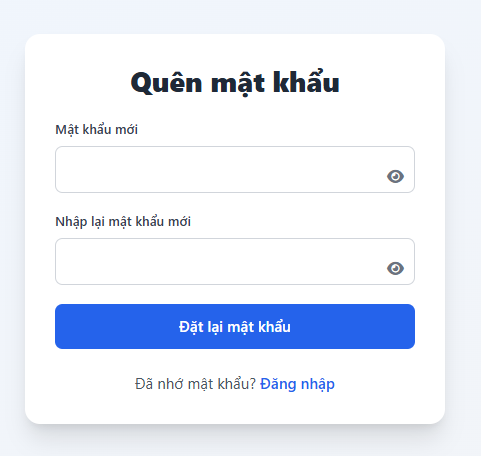 Quên mật khẩu
Mật khẩu mới
Nhập lại mật khẩu mới
Đặt lại mật khẩu
Đã nhớ mật khẩu? Đăng nhập